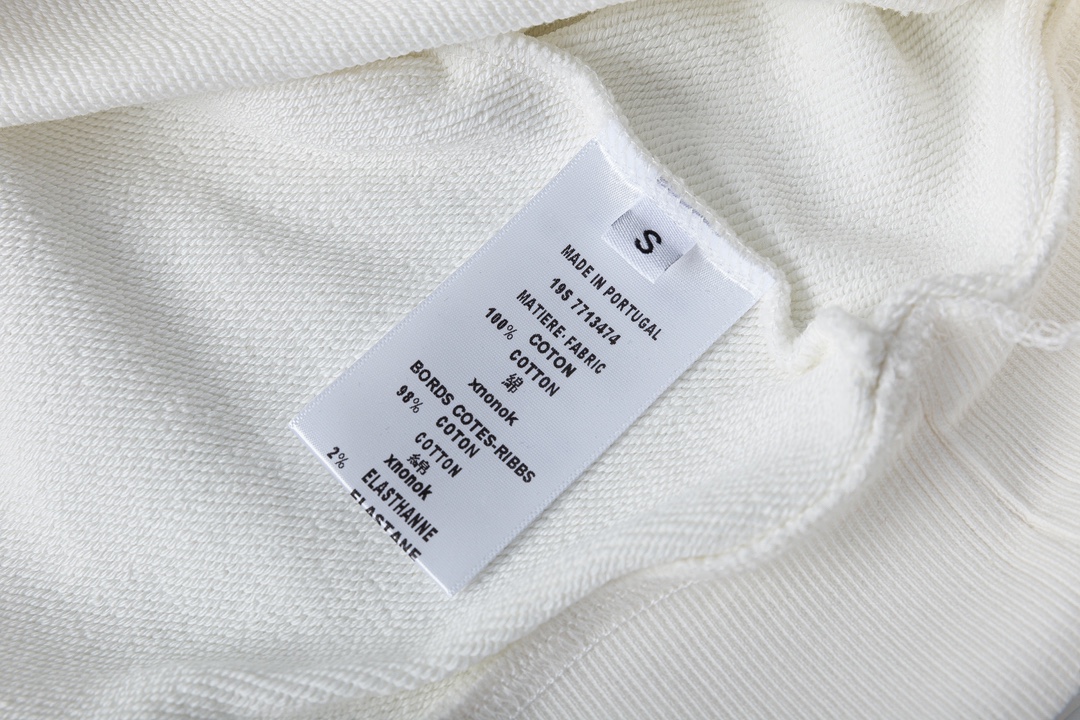 S
MADE IN PORTUGAL
19S 7713474
MATIERE· FABRIC
100% COTON
COTTON
綿
xnonok
BORDS COTES-RIBBS
98% COTON
COTTON
綿
xnonok
2% ELASTHANNE
ELASTANE